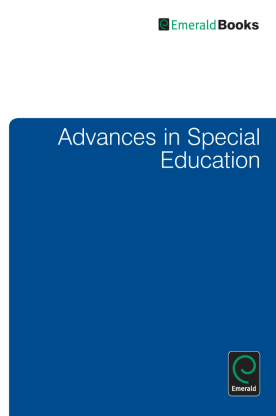 EmeraldBooks
Advances in Special
Education
Emerald